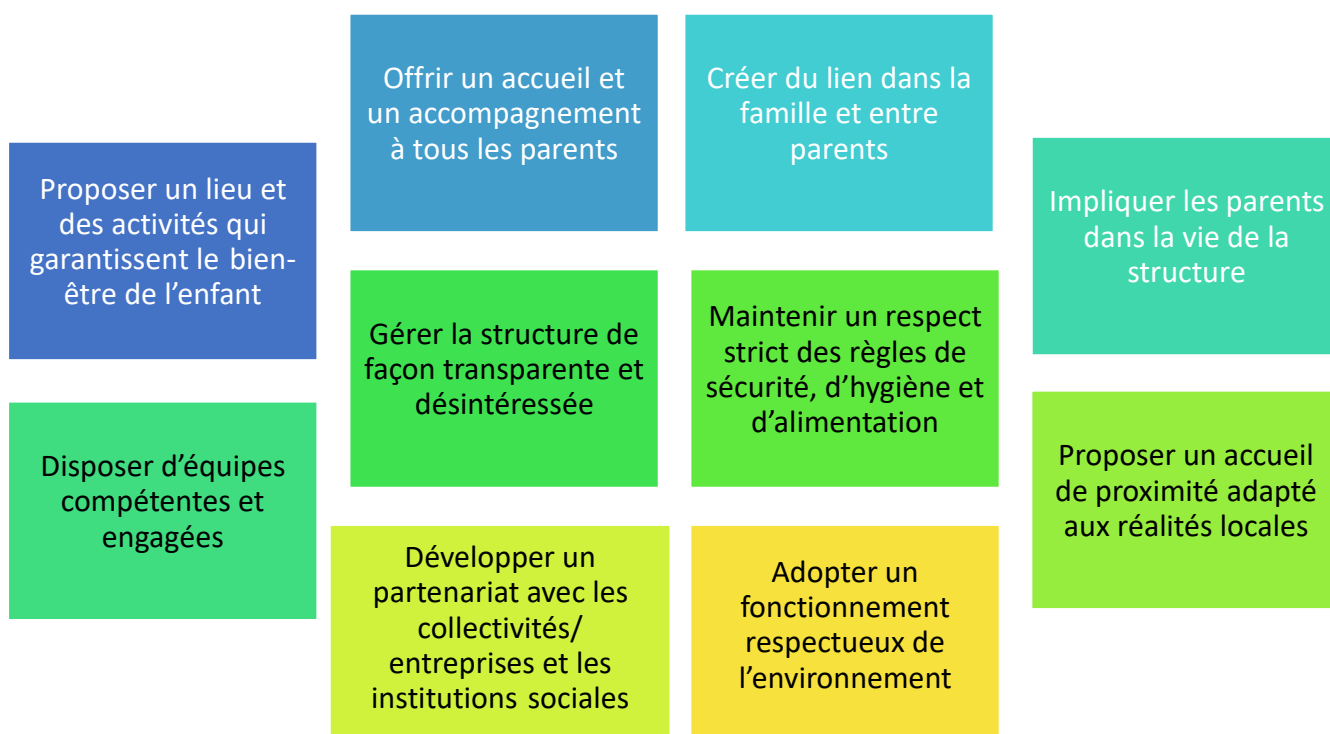 Offrir un accueil et
un accompagnement
à tous les parents
Créer du lien dans la
famille et entre
parents
Proposer un lieu et
des activités qui
garantissent le bien-
être de l’enfant
Impliquer les parents
dans la vie de la
structure
Gérer la structure de
façon transparente et
désintéressée
Maintenir un respect
strict des règles de
sécurité, d’hygiène et
d’alimentation
Disposer d’équipes
compétentes et
engagées
Proposer un accueil
de proximité adapté
aux réalités locales
Développer un
partenariat avec les
collectivités/
entreprises et les
institutions sociales
Adopter un
fonctionnement
respectueux de
l’environnement